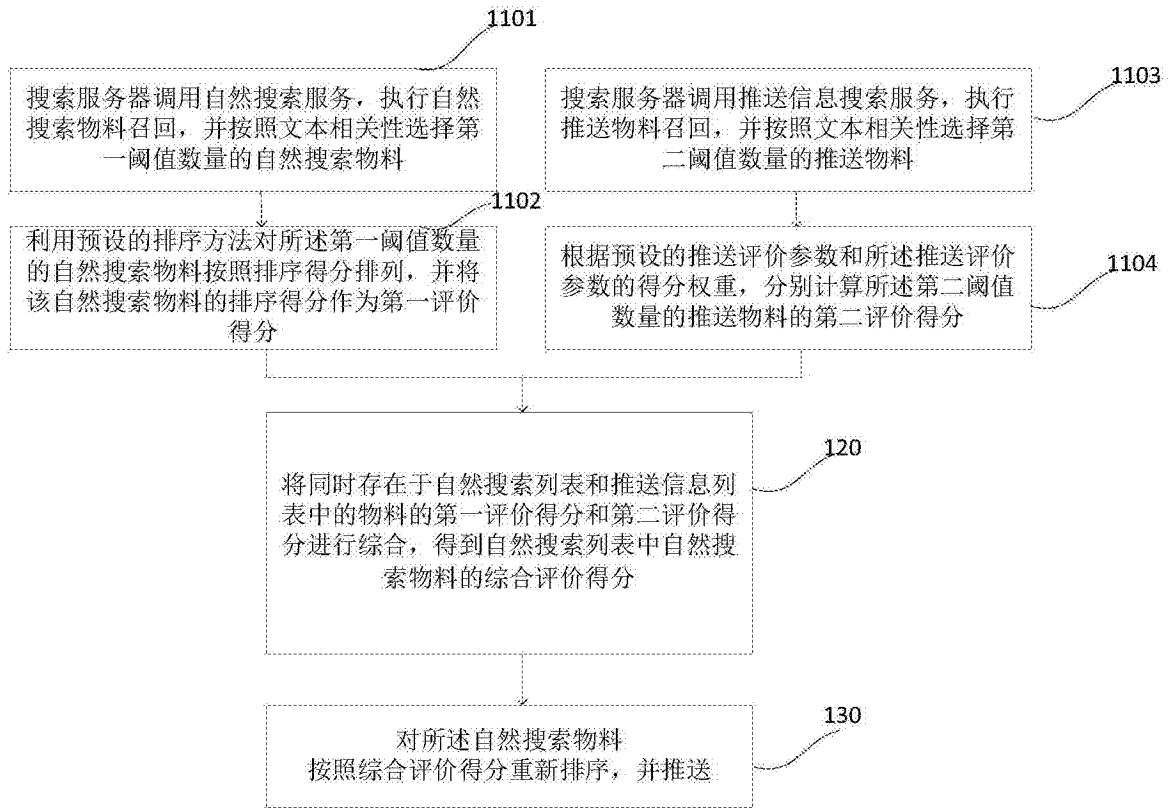 1101
搜索服务器调用自然搜索服务，执行自然
搜索物料召回，并按照文本相关性选择第
一阈值数量的自然搜索物料
1103
搜索服务器调用推送信息搜索服务，执行
推送物料召回，并按照文本相关性选择第
二阈值数量的推送物料
1102
利用预设的排序方法对所述第一阈值数量
的自然搜索物料按照排序得分排列，并将
该自然搜索物料的排序得分作为第一评价
得分
1104
根据预设的推送评价参数和所述推送评价
参数的得分权重，分别计算所述第二阈值
数量的推送物料的第二评价得分
120
将同时存在于自然搜索列表和推送信息列
表中的物料的第一评价得分和第二评价得
分进行综合，得到自然搜索列表中自然搜
索物料的综合评价得分
130
对所述自然搜索物料
按照综合评价得分重新排序，并推送